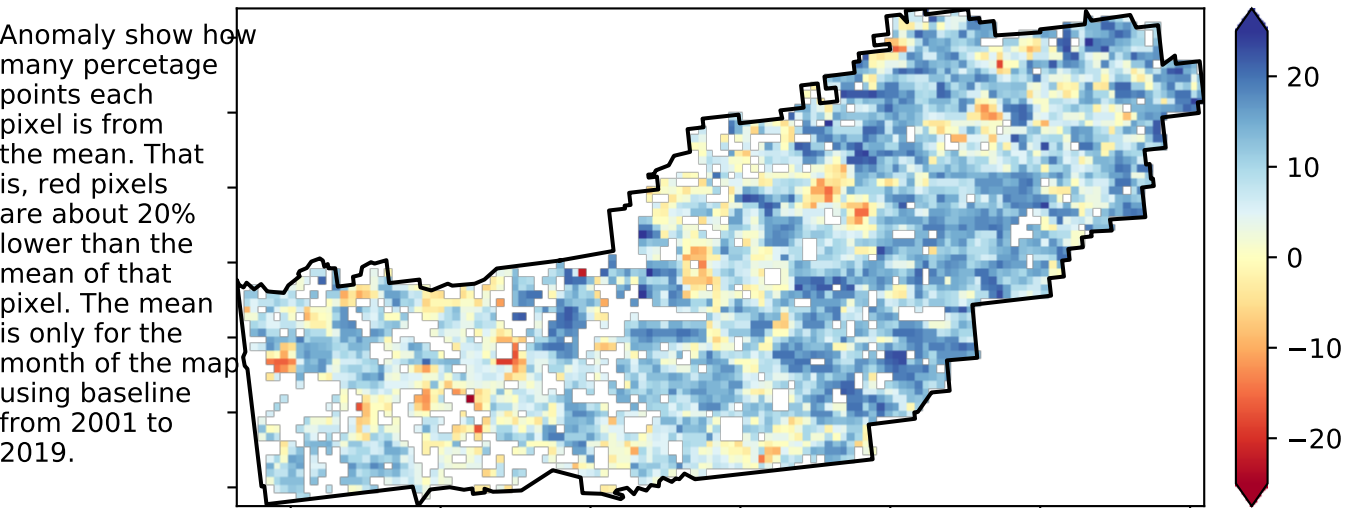 Anomaly show how
many percetage
points each
pixel is from
the mean. That
is, red pixels
are about 20%
lower than the
mean of that
pixel. The mean
is only for the
month of the map
using baseline
from 2001 to
2019.
20
10
0
−10
−20